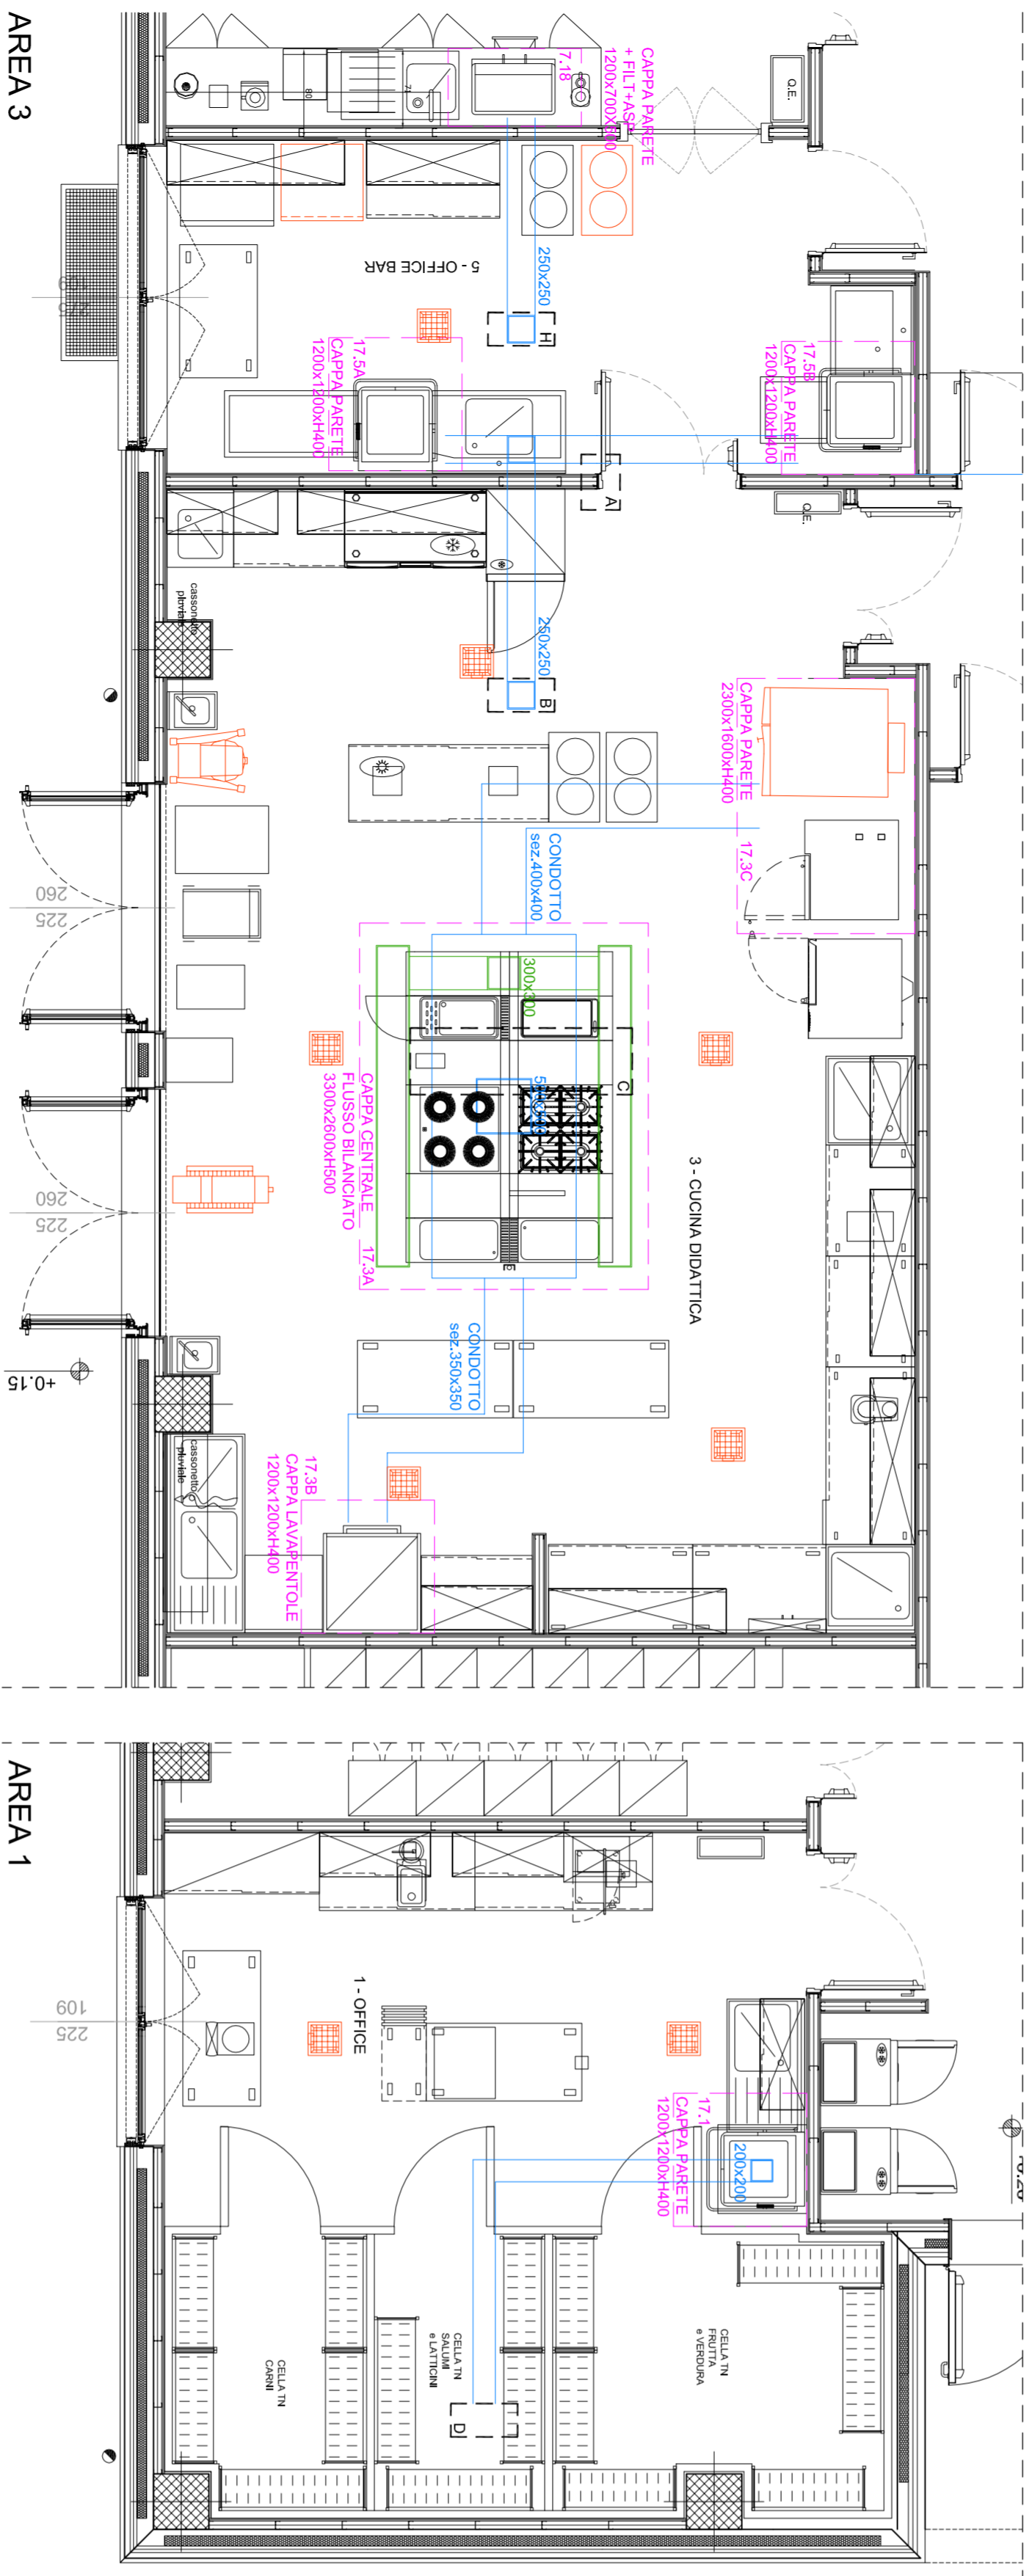 AREA 3
CAPPA PARETE
+ FILT+ASP
7.18
Q.E.
80
71
5 - OFFICE BAR
250x250
H
17.5A
CAPPA PARETE
1200x1200xH400
17.5B
CAPPA PARETE
1200x1200xH400
A
Q.E.
cassonetto
pluviale
250x250
B
CAPPA PARETE
2300x1600xH400
17.3C
CONDOTTO
sez.400x400
260
225
300x300
C
CAPPA CENTRALE
FLUSSO BILANCIATO
3300x2600xH500
17.3A
3 - CUCINA DIDATTICA
260
225
CONDOTTO
sez.350x350
+0.15
cassonetto
pluviale
17.3B
CAPPA LAVAPENTOLE
1200x1200xH400
AREA 1
1 - OFFICE
109
225
17.1
CAPPA PARETE
1200x1200xH400
200x200
CELLA TN
FRUTTA
e VERDURA
CELLA TN
SALUMI
e LATTICINI
CELLA TN
CARNI
D